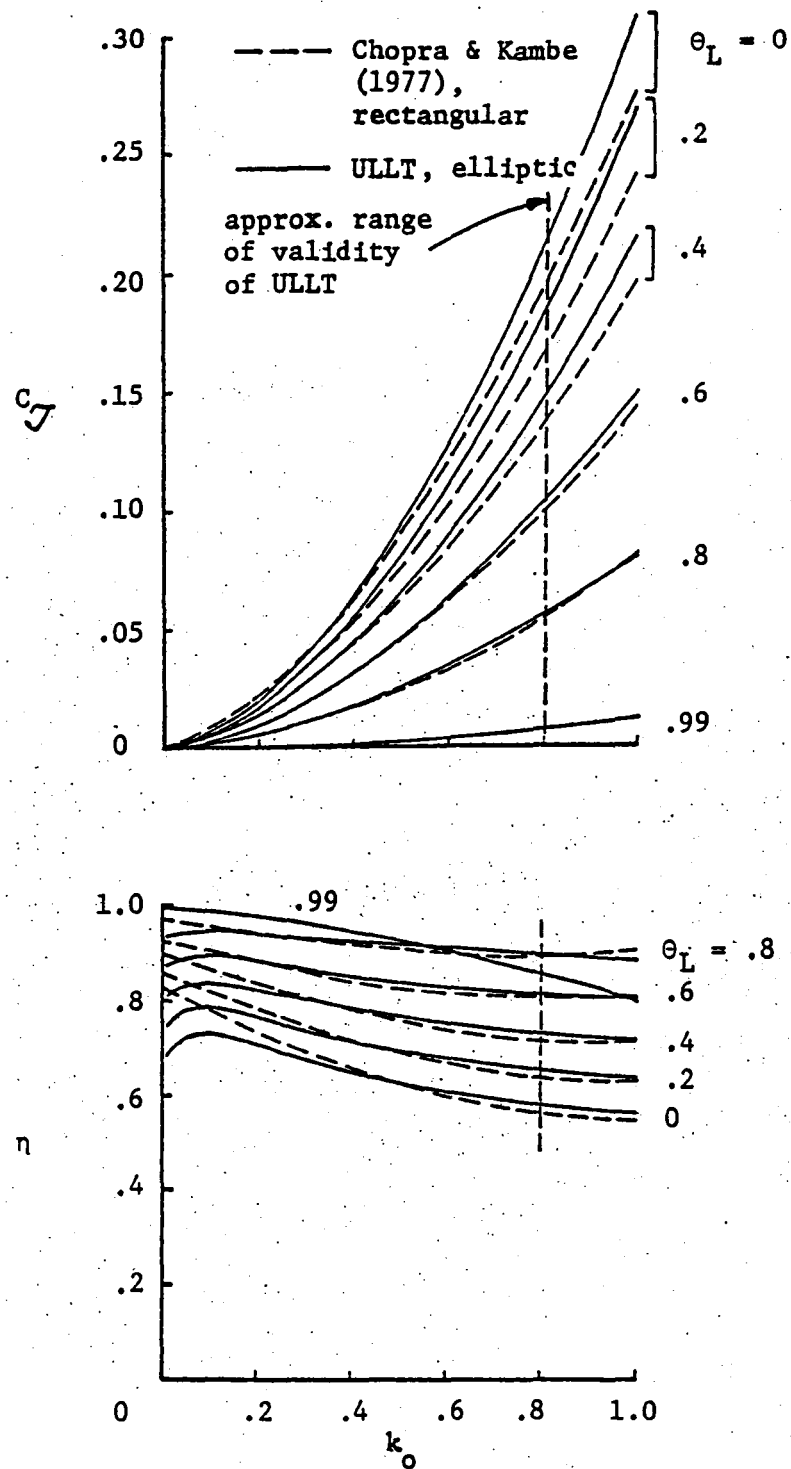 .30
Chopra & Kambe
(1977),
rectangular
θL = 0
.25
ULLT, elliptic
.2
approx. range
of validity
of ULLT
.20
.4
C𝒯
.15
.6
.10
.8
.05
.99
0
1.0
.99
θL = .8
.8
.6
.4
.2
.6
0
η
.4
.2
0
.2
.4
.6
.8
1.0
ko